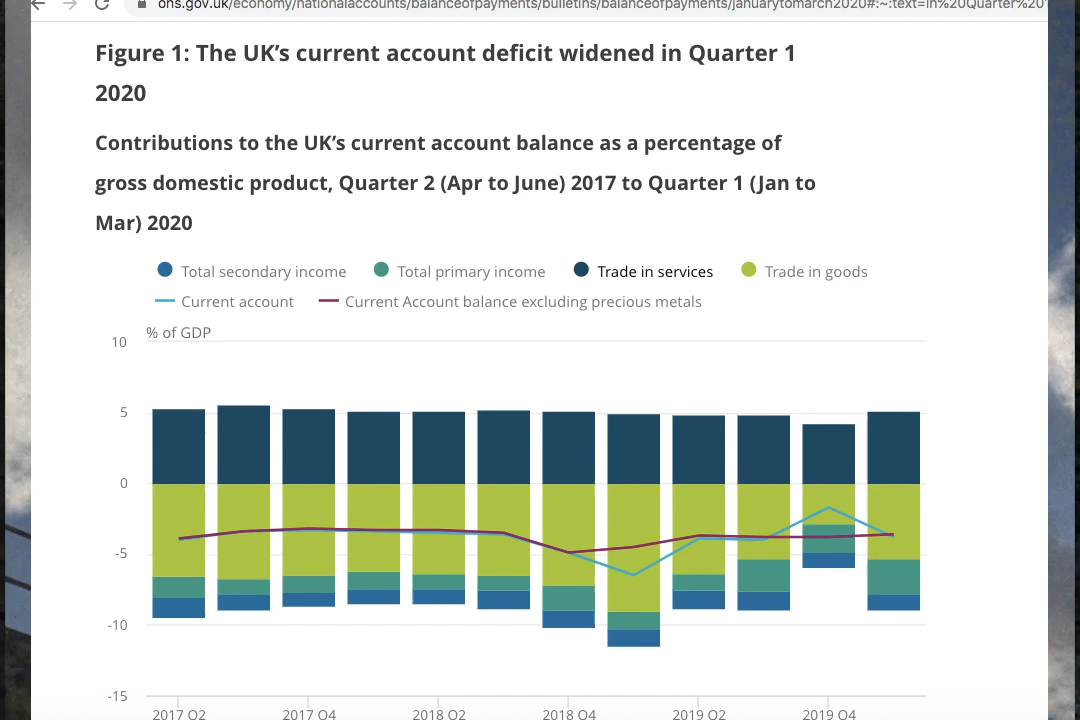 ons.gov.uk/economy/nationalaccounts/balanceofpayments/bulletins/balanceofpayments/januarytomarch2020#:~:text=In%20Quarter%20
Figure 1: The UK’s current account deficit widened in Quarter 1
2020
Contributions to the UK’s current account balance as a percentage of
gross domestic product, Quarter 2 (Apr to June) 2017 to Quarter 1 (Jan to
Mar) 2020
Total secondary income Total primary income Trade in services Trade in goods
Current account Current Account balance excluding precious metals
% of GDP
10
5
0
-5
-10
-15
2017 Q2 2017 Q4 2018 Q2 2018 Q4 2019 Q2 2019 Q4